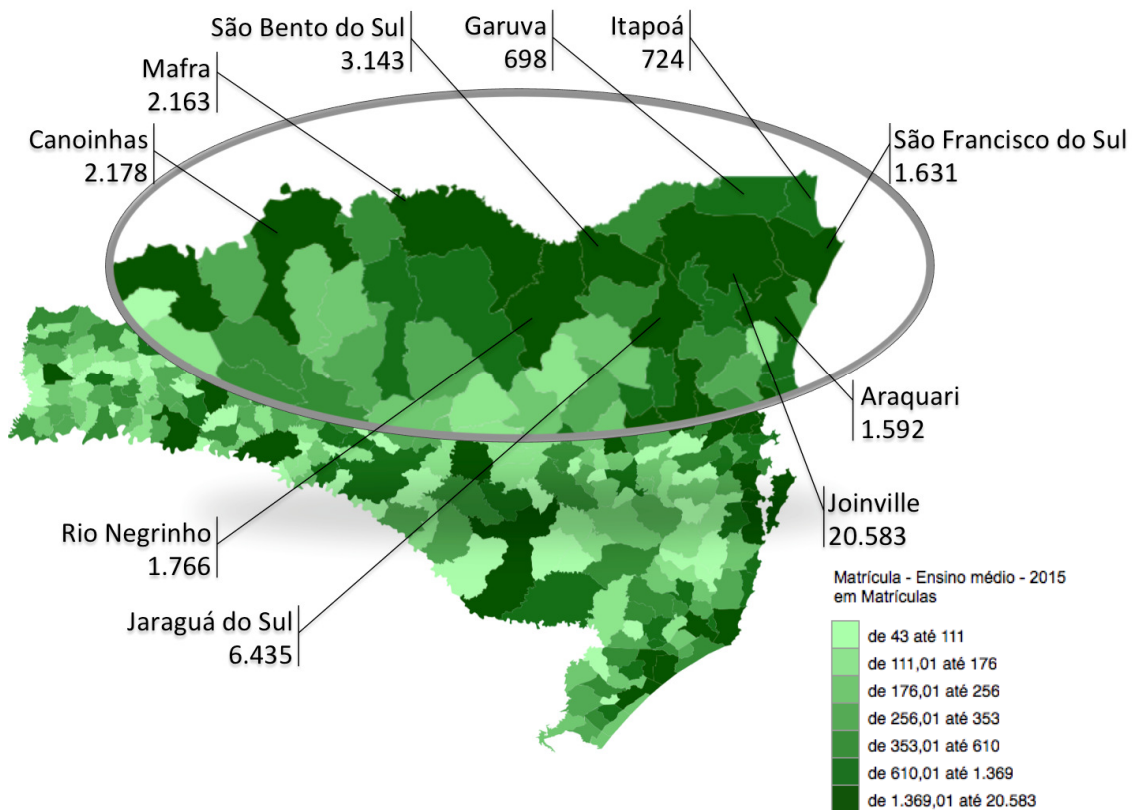 São Bento do Sul
3.143
Garuva
698
Itapoá
724
Mafra
2.163
Canoinhas
2.178
São Francisco do Sul
1.631
Araquari
1.592
Rio Negrinho
1.766
Joinville
20.583
Jaraguá do Sul
6.435
Matrícula - Ensino médio - 2015
em Matrículas
de 43 até 111
de 111,01 até 176
de 176,01 até 256
de 256,01 até 353
de 353,01 até 610
de 610,01 até 1.369
de 1.369,01 até 20.583